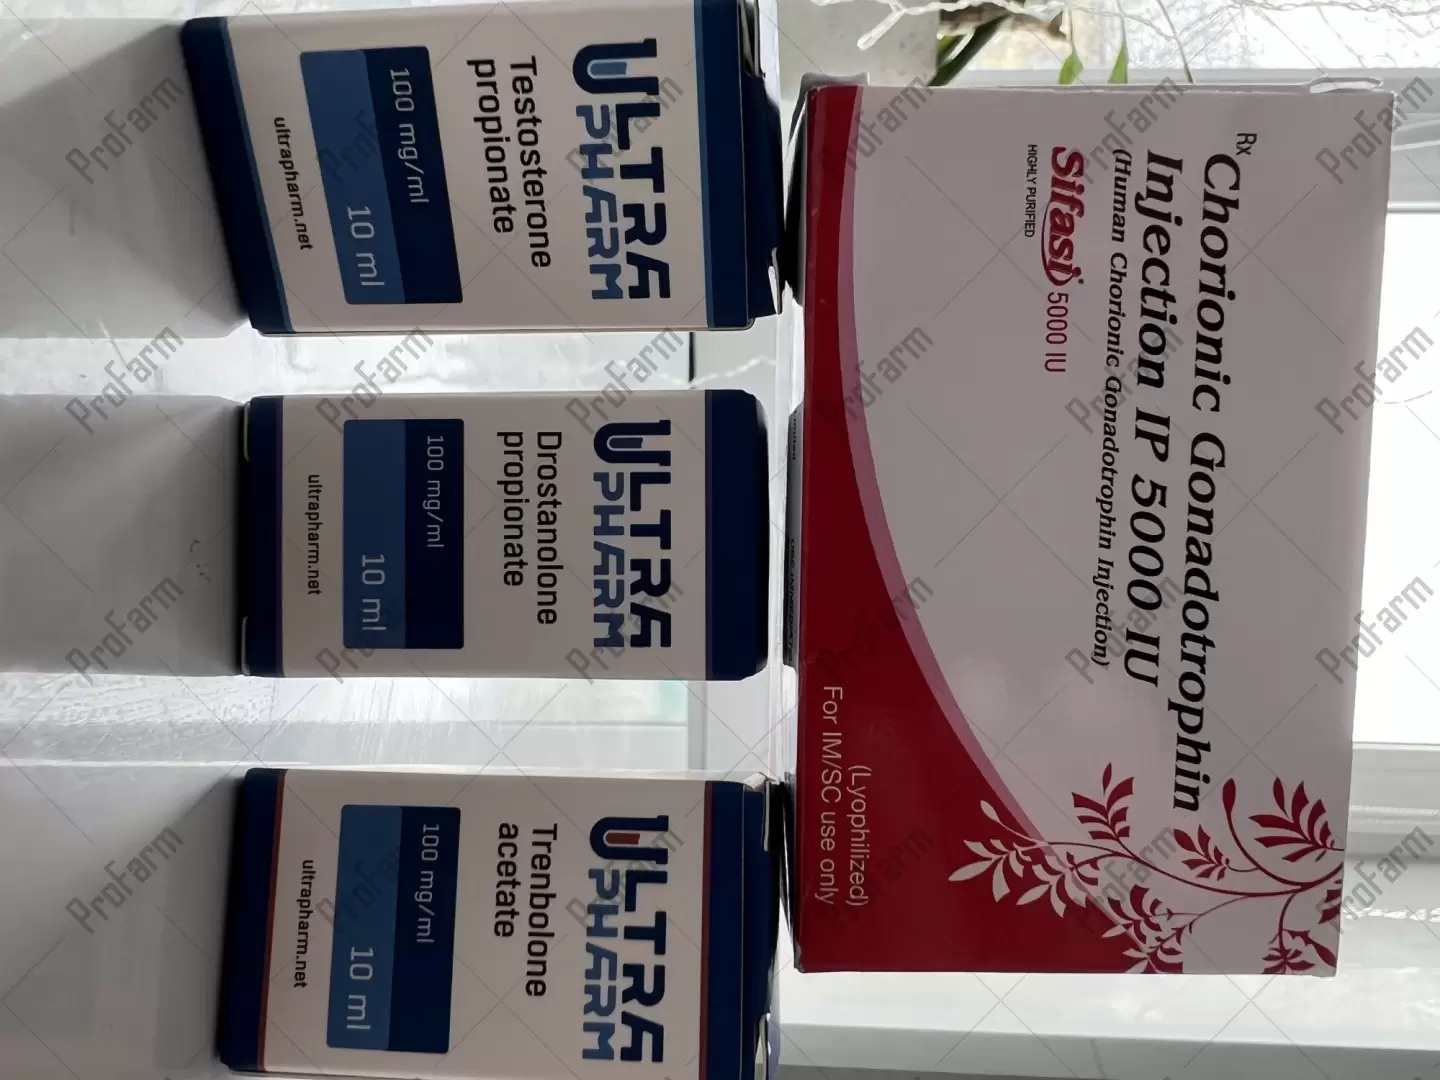 Rx
Chorionic Gonadotrophin
Injection IP 5000 IU
(Human Chorionic Gonadotrophin Injection)
Sifasi® 5000 IU
HIGHLY PURIFIED
(Lyophilized)
For IM/SC use only
ULTRA
PHARM
Testosterone
propionate
100 mg/ml
10 ml
ultrapharm.net
ULTRA
PHARM
Drostanolone
propionate
100 mg/ml
10 ml
ultrapharm.net
ULTRA
PHARM
Trenbolone
acetate
100 mg/ml
10 ml
ultrapharm.net
ProFarm